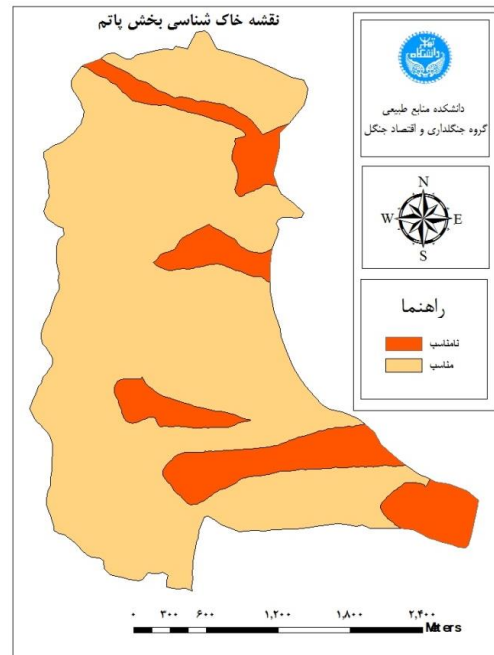 نقشه خاک شناسی بخش پاتم
دانشکده منابع طبیعی
گروه جنگلداری و اقتصاد جنگل
N
W E
S
راهنما
نامناسب
مناسب
۰ ۳۰۰ ۶۰۰ ۱,۲۰۰ ۱,۸۰۰ ۲,۴۰۰
Meters